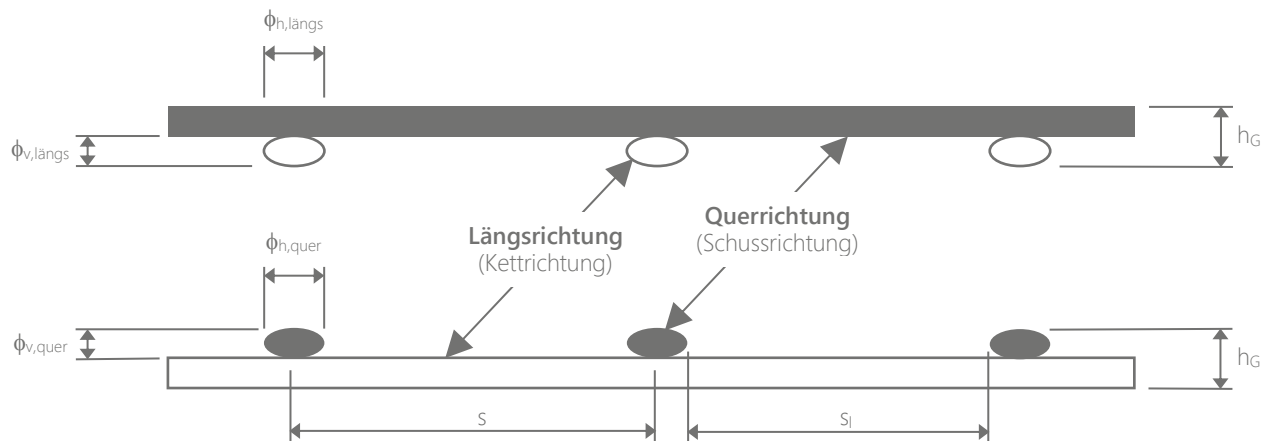 ϕh,längs
ϕv,längs
hG
Längsrichtung
(Kettrichtung)
Querrichtung
(Schussrichtung)
ϕh,quer
ϕv,quer
hG
s
sl